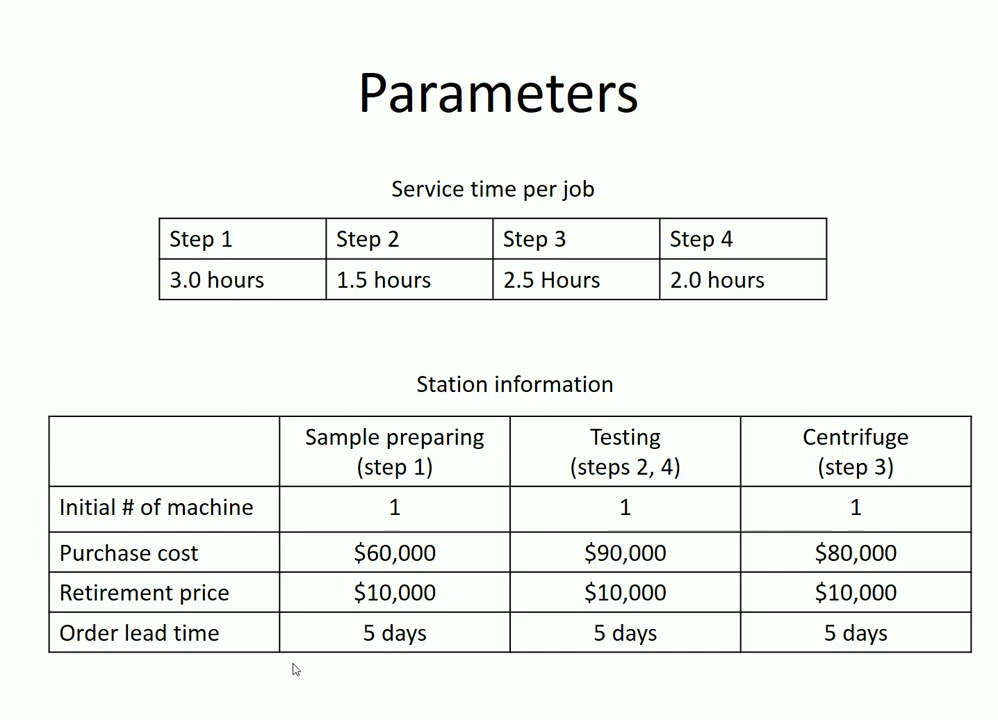 Parameters
Service time per job
Step 1 Step 2 Step 3 Step 4
3.0 hours 1.5 hours 2.5 Hours 2.0 hours
Station information
Sample preparing Testing Centrifuge
(step 1) (steps 2, 4) (step 3)
Initial # of machine 1 1 1
Purchase cost $60,000 $90,000 $80,000
Retirement price $10,000 $10,000 $10,000
Order lead time 5 days 5 days 5 days